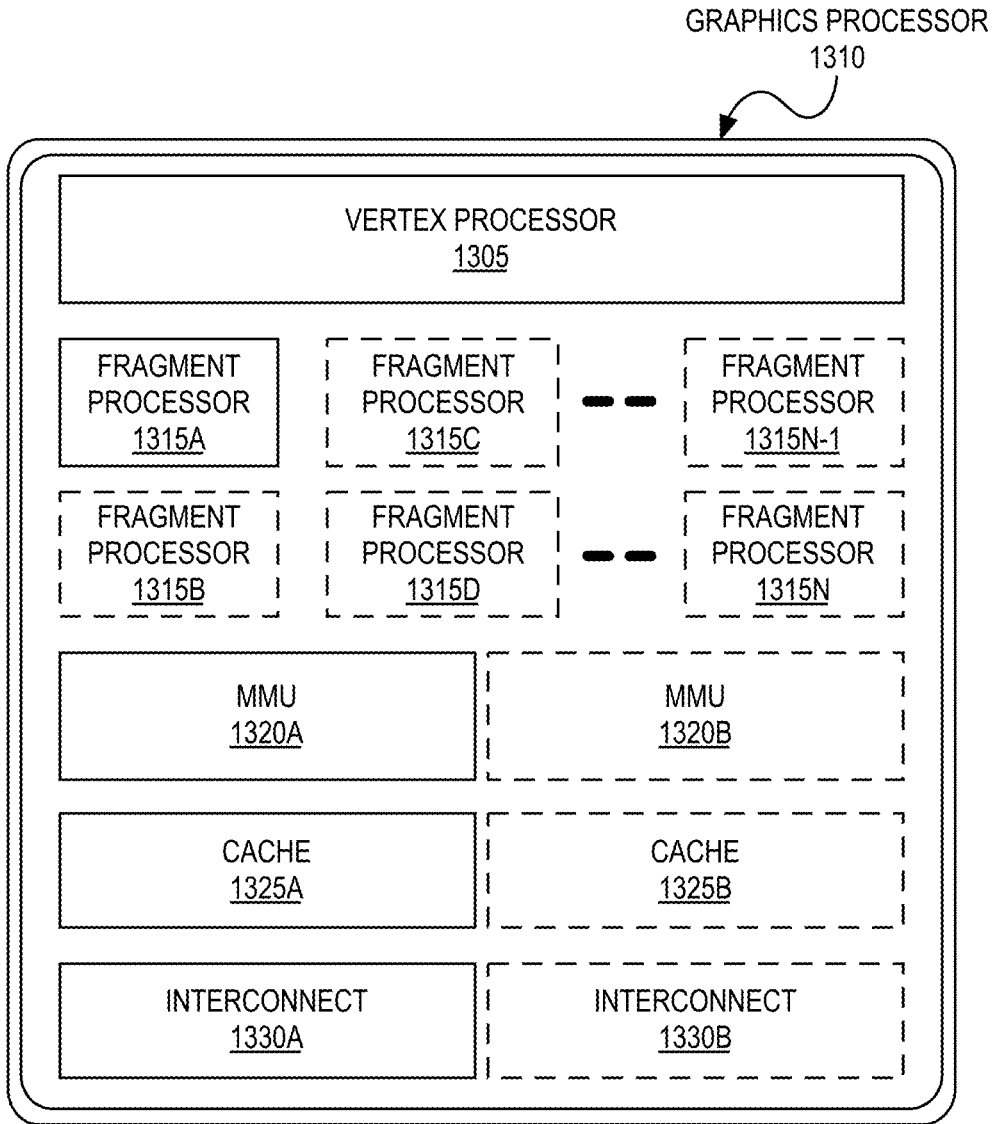 GRAPHICS PROCESSOR
1310
VERTEX PROCESSOR
1305
FRAGMENT
PROCESSOR
1315A
FRAGMENT
PROCESSOR
1315C
FRAGMENT
PROCESSOR
1315N-1
FRAGMENT
PROCESSOR
1315B
FRAGMENT
PROCESSOR
1315D
FRAGMENT
PROCESSOR
1315N
MMU
1320A
MMU
1320B
CACHE
1325A
CACHE
1325B
INTERCONNECT
1330A
INTERCONNECT
1330B